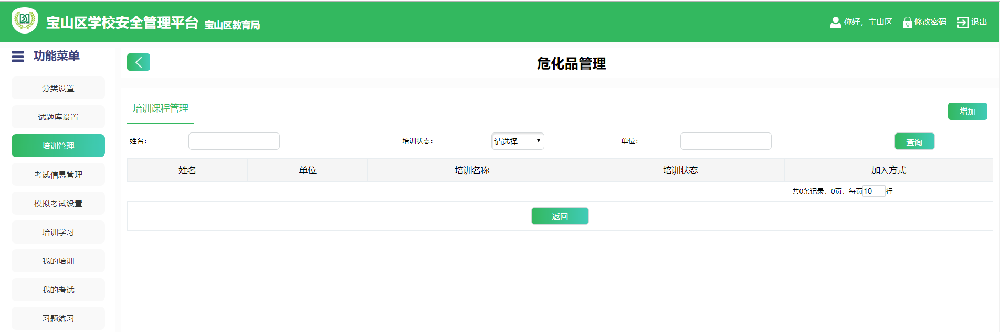 宝山区学校安全管理平台 宝山区教育局
你好，宝山区 修改密码 退出
功能菜单
危化品管理
分类设置
试题库设置
培训管理
考试信息管理
模拟考试设置
培训学习
我的培训
我的考试
习题练习
培训课程管理
增加
姓名： 培训状态： 请选择 单位： 查询
姓名 单位 培训名称 培训状态 加入方式
共0条记录，0页，每页10行
返回